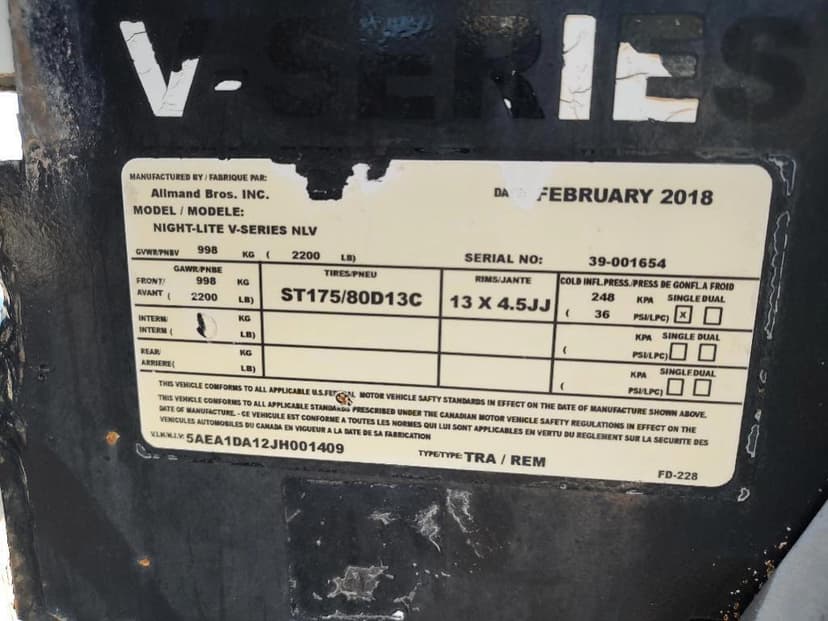 V-SERIES
MANUFACTURED BY / FABRIQUE PAR:
Allmand Bros. INC.
FEBRUARY 2018
MODEL / MODELE:
NIGHT-LITE V-SERIES NLV
GVWR/PNBV 998 KG ( 2200 LB) SERIAL NO: 39-001654
GAWR/PNBE TIRES/PNEU RIMS/JANTE COLD INFL.PRESS/PRESS DE GONFL.A FROID
FRONT/ 998 KG ST175/80D13C 13 X 4.5JJ 248 KPA SINGLE DUAL
AVANT ( 2200 LB) ( 36 PSI/LPC) x
INTERM/ KG KPA SINGLE DUAL
INTERM ( LB) ( PSI/LPC)
REAR/ KG KPA SINGLE DUAL
ARRIERE( LB) ( PSI/LPC)
THIS VEHICLE CONFORMS TO ALL APPLICABLE U.S. MOTOR VEHICLE SAFTY STANDARDS IN EFFECT ON THE DATE OF MANUFACTURE SHOWN ABOVE.
THIS VEHICLE CONFORMS TO ALL APPLICABLE STANDARDS PRESCRIBED UNDER THE CANADIAN MOTOR VEHICLE SAFTY REGULATIONS IN EFFECT ON THE
DATE OF MANUFACTURE. - CE VEHICULE EST CONFORME A TOUTES LES NORMES QUI LUI SONT APPLICABLES EN VERTU DU REGLEMENT SUR LA SECURITE DES
VEHICULES AUTOMOBILES DU CANADA EN VIGUEUR A LA DATE DE SA FABRICATION
V.I.N./N.I.V: 5AEA1DA12JH001409 TYPE/TYPE: TRA / REM
FD-228